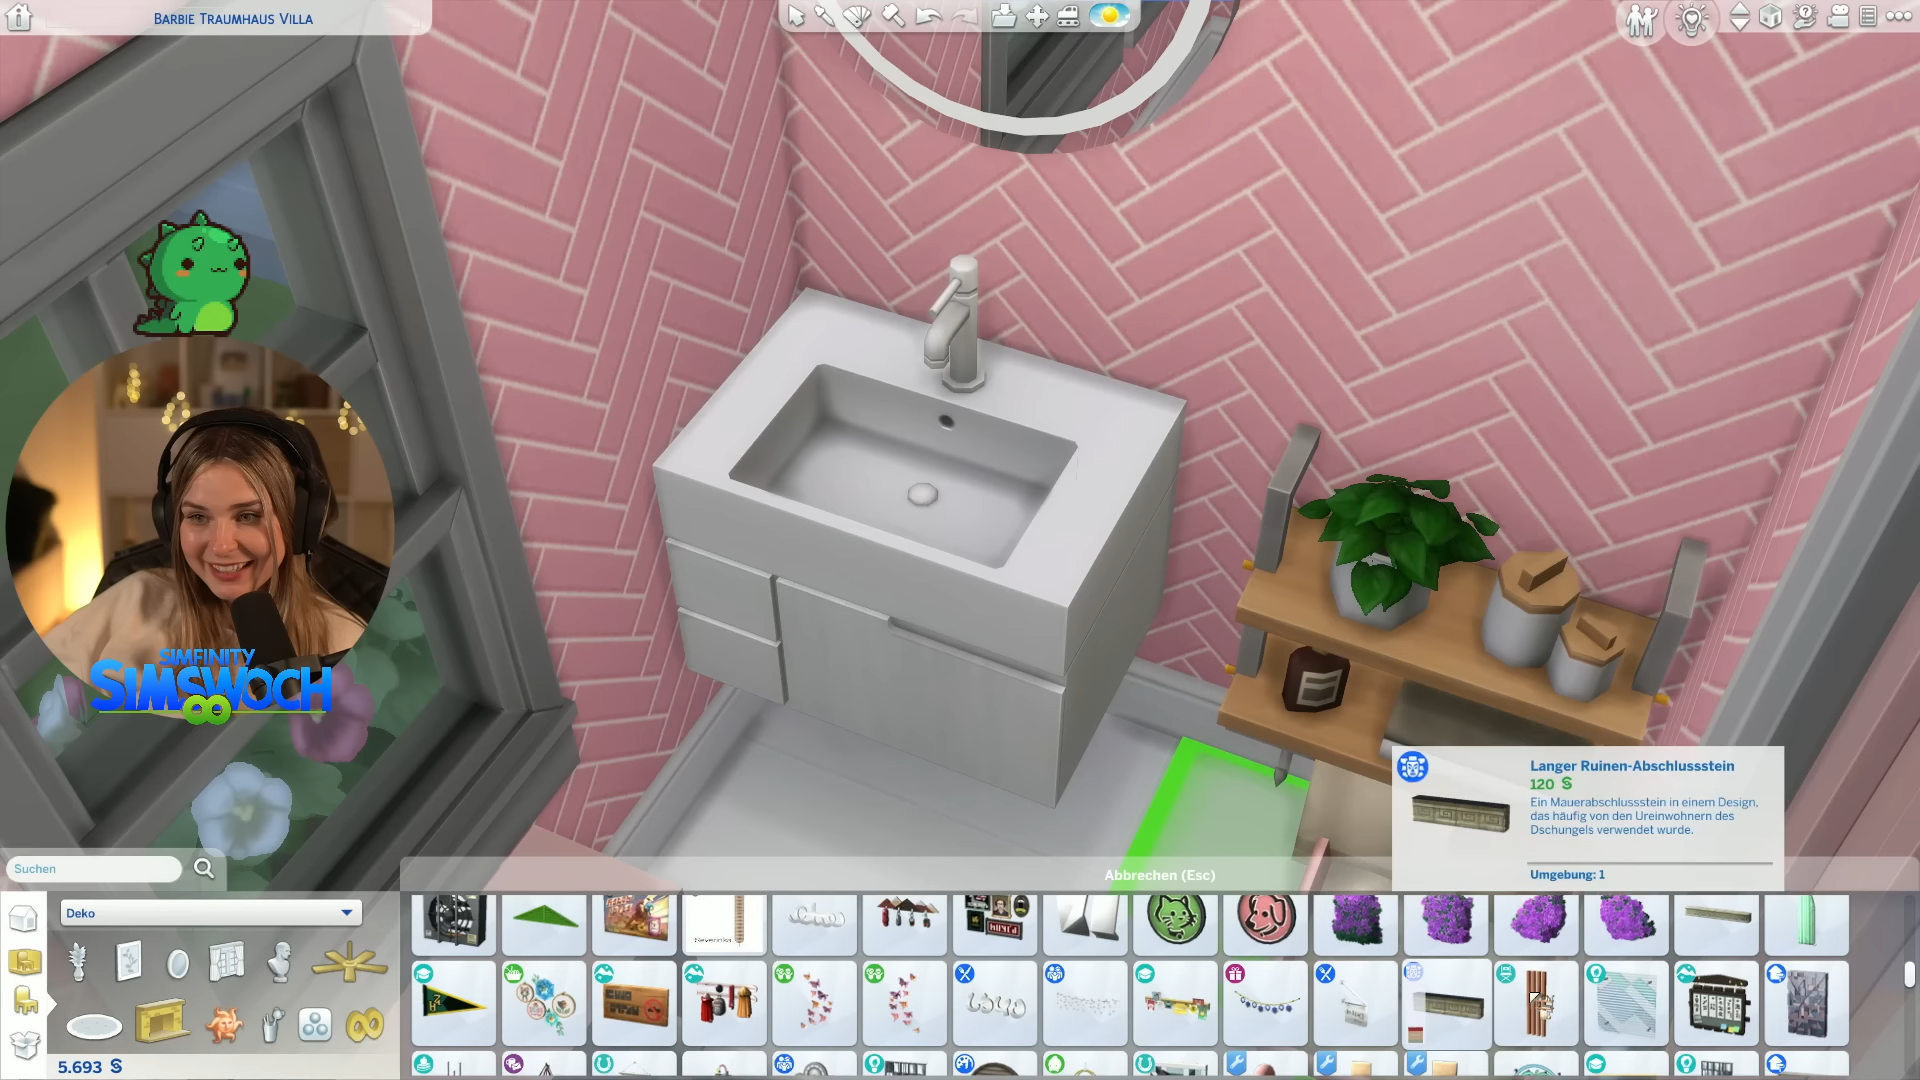 BARBIE TRAUMHAUS VILLA
SIMFINITY
SIMSWOCH
Langer Ruinen-Abschlussstein
120 $
Ein Mauerabschlussstein in einem Design,
das häufig von den Ureinwohnern des
Dschungels verwendet wurde.
Umgebung: 1
Suchen
Abbrechen (Esc)
Deko
5.693 $